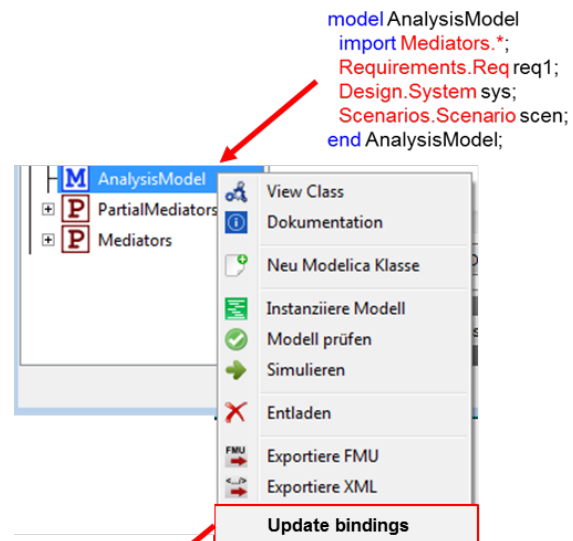 model AnalysisModel
import Mediators.*;
Requirements.Req req1;
Design.System sys;
Scenarios.Scenario scen;
end AnalysisModel;
M AnalysisModel
P PartialMediators
P Mediators
View Class
Dokumentation
Neu Modelica Klasse
Instanziiere Modell
Modell prüfen
Simulieren
Entladen
FMU Exportiere FMU
Exportiere XML
Update bindings